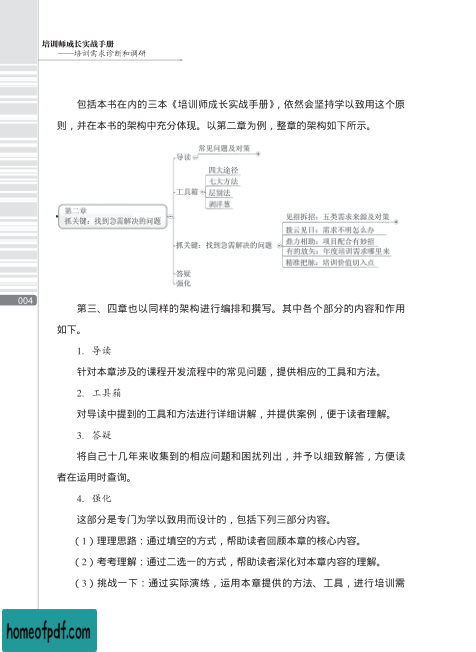 培训师成长实战手册
——培训需求诊断和调研
包括本书在内的三本《培训师成长实战手册》，依然会坚持学以致用这个原
则，并在本书的架构中充分体现。以第二章为例，整章的架构如下所示。
常见问题及对策
导读
四大途径
七大方法
工具箱
层别法
剥洋葱
第二章
抓关键：找到急需解决的问题
见招拆招：五类需求来源及对策
拨云见日：需求不明怎么办
抓关键：找到急需解决的问题
鼎力相助：项目配合有妙招
有的放矢：年度培训需求哪里来
精准把脉：培训价值切入点
答疑
强化
004
第三、四章也以同样的架构进行编排和撰写。其中各个部分的内容和作用
如下。
1. 导读
针对本章涉及的课程开发流程中的常见问题，提供相应的工具和方法。
2. 工具箱
对导读中提到的工具和方法进行详细讲解，并提供案例，便于读者理解。
3. 答疑
将自己十几年来收集到的相应问题和困扰列出，并予以细致解答，方便读
者在运用时查询。
4. 强化
这部分是专门为学以致用而设计的，包括下列三部分内容。
（1）理理思路：通过填空的方式，帮助读者回顾本章的核心内容。
（2）考考理解：通过二选一的方式，帮助读者深化对本章内容的理解。
（3）挑战一下：通过实际演练，运用本章提供的方法、工具，进行培训需
homeofpdf.com